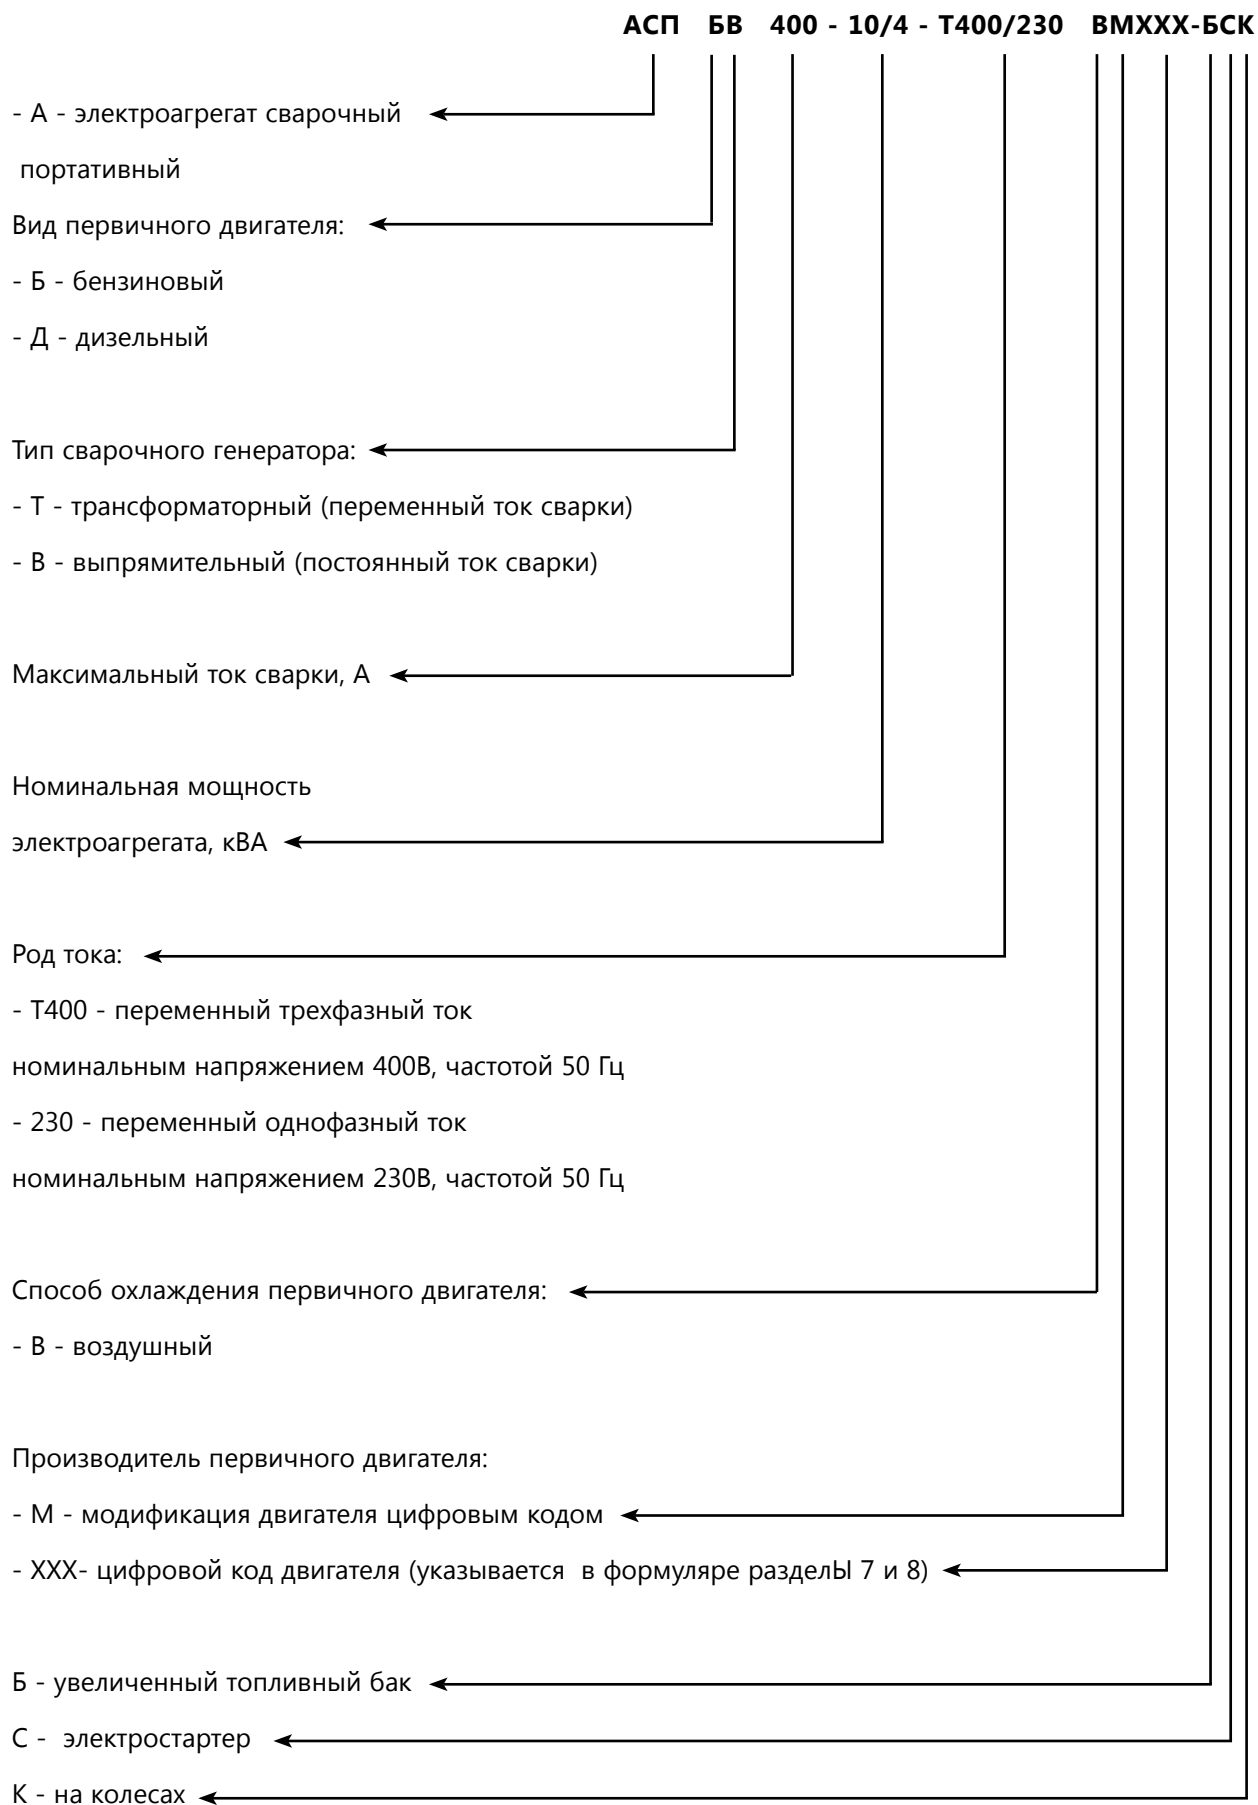 АСП БВ 400 - 10/4 - Т400/230 ВМХХХ-БСК
- А - электроагрегат сварочный
портативный
Вид первичного двигателя:
- Б - бензиновый
- Д - дизельный
Тип сварочного генератора:
- Т - трансформаторный (переменный ток сварки)
- В - выпрямительный (постоянный ток сварки)
Максимальный ток сварки, А
Номинальная мощность
электроагрегата, кВА
Род тока:
- Т400 - переменный трехфазный ток
номинальным напряжением 400В, частотой 50 Гц
- 230 - переменный однофазный ток
номинальным напряжением 230В, частотой 50 Гц
Способ охлаждения первичного двигателя:
- В - воздушный
Производитель первичного двигателя:
- М - модификация двигателя цифровым кодом
- ХХХ- цифровой код двигателя (указывается в формуляре разделЫ 7 и 8)
Б - увеличенный топливный бак
С - электростартер
К - на колесах